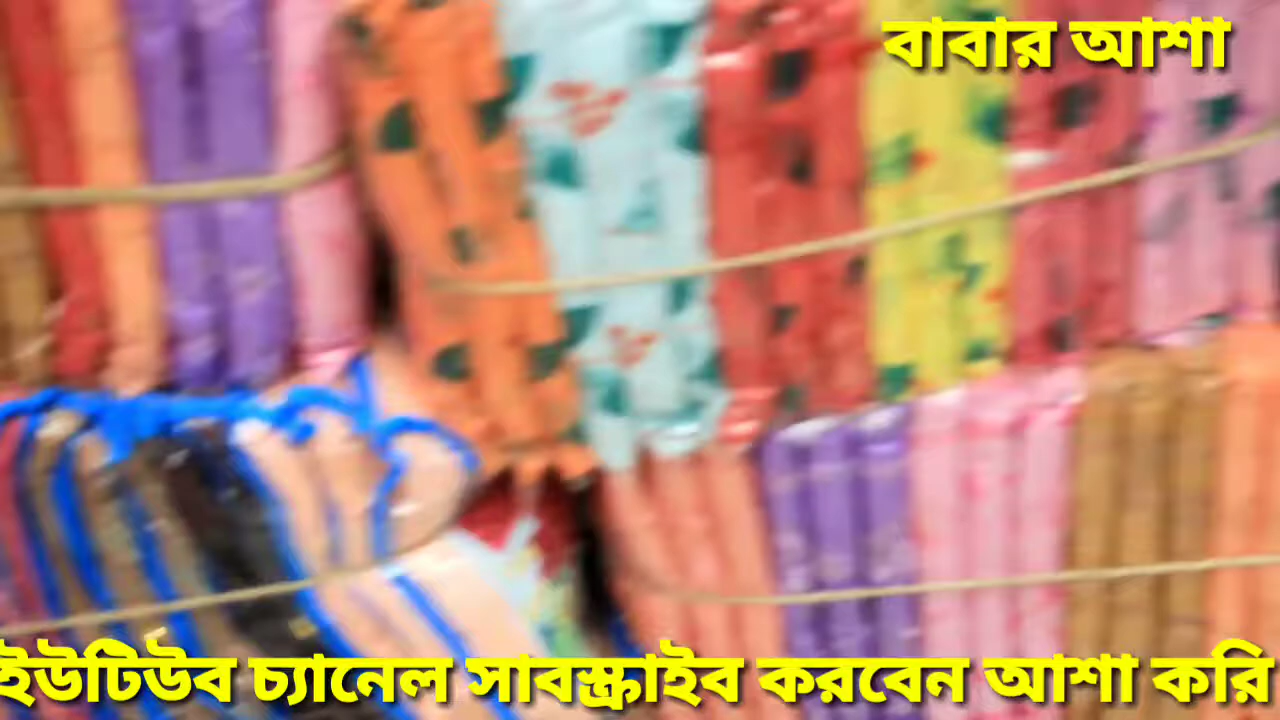 বাবার আশা
ইউটিউব চ্যানেল সাবস্ক্রাইব করবেন আশা করি